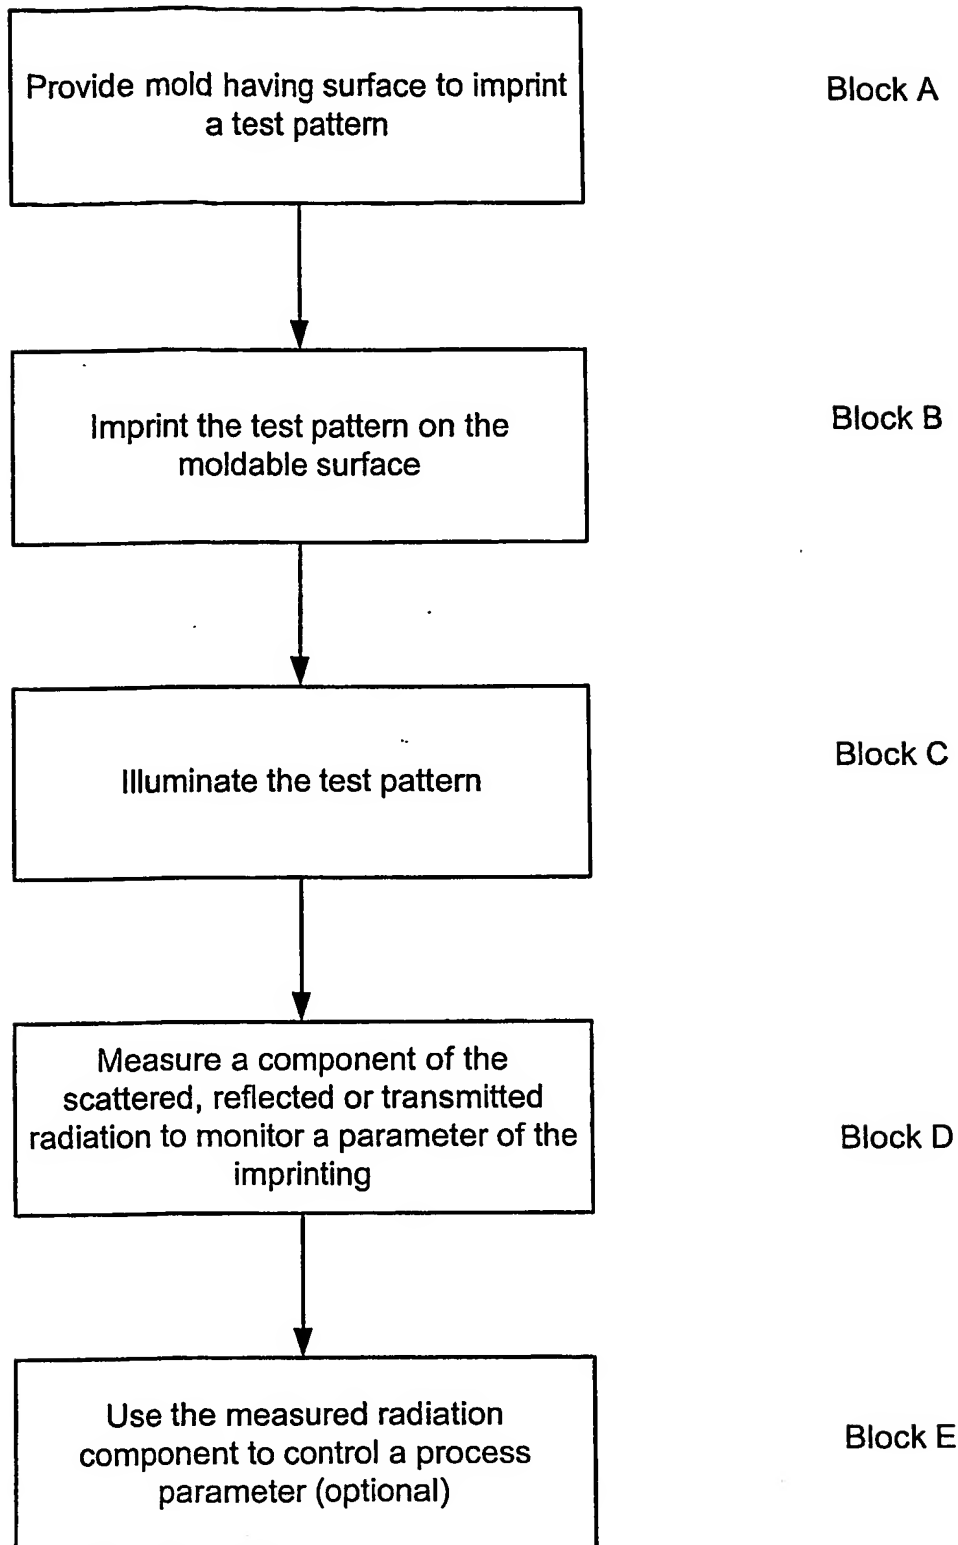 Provide mold having surface to imprint
a test pattern
Block A
Imprint the test pattern on the
moldable surface
Block B
Illuminate the test pattern
Block C
Measure a component of the
scattered, reflected or transmitted
radiation to monitor a parameter of the
imprinting
Block D
Use the measured radiation
component to control a process
parameter (optional)
Block E